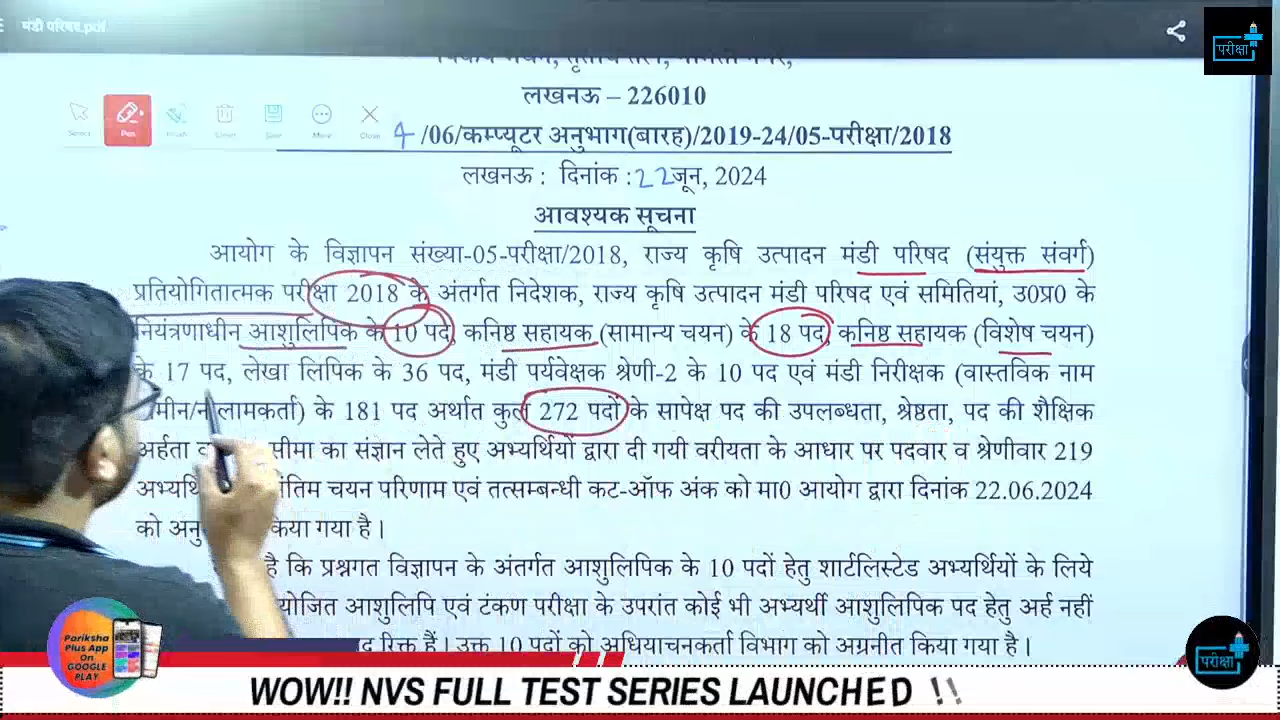 मंडी परिषद.pdf
परीक्षा
लखनऊ – 226010
Select
Pen
More
Close
4 /06/कम्प्यूटर अनुभाग(बारह)/2019-24/05-परीक्षा/2018
लखनऊ : दिनांक :22जून, 2024
आवश्यक सूचना
आयोग के विज्ञापन संख्या-05-परीक्षा/2018, राज्य कृषि उत्पादन मंडी परिषद (संयुक्त संवर्ग)
प्रतियोगितात्मक परीक्षा 2018 के अंतर्गत निदेशक, राज्य कृषि उत्पादन मंडी परिषद एवं समितियां, उ0प्र0 के
नियंत्रणाधीन आशुलिपिक के 10 पद, कनिष्ठ सहायक (सामान्य चयन) के 18 पद, कनिष्ठ सहायक (विशेष चयन)
के 17 पद, लेखा लिपिक के 36 पद, मंडी पर्यवेक्षक श्रेणी-2 के 10 पद एवं मंडी निरीक्षक (वास्तविक नाम
लामकर्ता) के 181 पद अर्थात कुल 272 पदों के सापेक्ष पद की उपलब्धता, श्रेष्ठता, पद की शैक्षिक
अर्हता व सीमा का संज्ञान लेते हुए अभ्यर्थियों द्वारा दी गयी वरीयता के आधार पर पदवार व श्रेणीवार 219
अंतिम चयन परिणाम एवं तत्सम्बन्धी कट-ऑफ अंक को मा0 आयोग द्वारा दिनांक 22.06.2024
को किया गया है।
है कि प्रश्नगत विज्ञापन के अंतर्गत आशुलिपिक के 10 पदों हेतु शार्टलिस्टेड अभ्यर्थियों के लिये
योजित आशुलिपि एवं टंकण परीक्षा के उपरांत कोई भी अभ्यर्थी आशुलिपिक पद हेतु अर्ह नहीं
द रिक्त हैं। उक्त 10 पदों को अधियाचनकर्ता विभाग को अग्रनीत किया गया है।
Pariksha
Plus App
On
GOOGLE
PLAY
परीक्षा
WOW!! NVS FULL TEST SERIES LAUNCHED !!